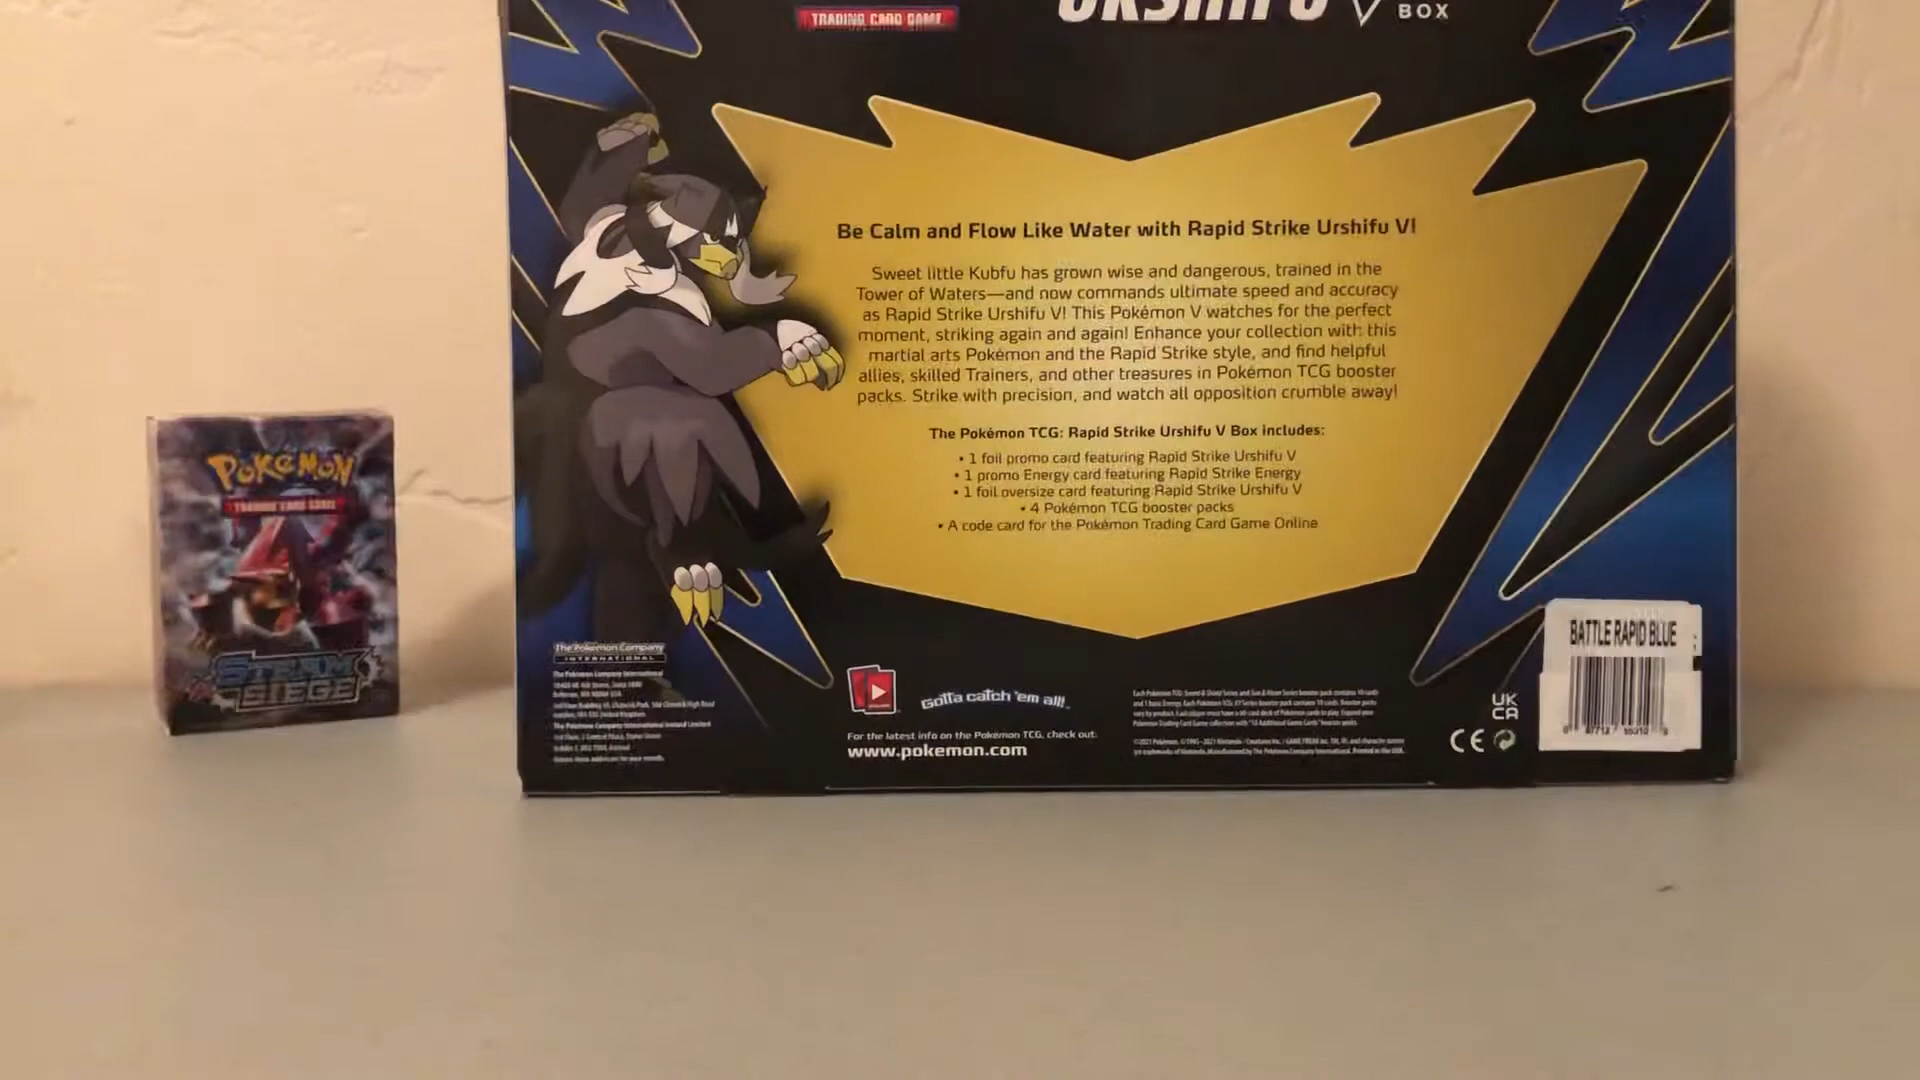 TRADING CARD GAME
URSHIFU V BOX
Be Calm and Flow Like Water with Rapid Strike Urshifu V!
Sweet little Kubfu has grown wise and dangerous, trained in the
Tower of Waters—and now commands ultimate speed and accuracy
as Rapid Strike Urshifu V! This Pokémon V watches for the perfect
moment, striking again and again! Enhance your collection with this
martial arts Pokémon and the Rapid Strike style, and find helpful
allies, skilled Trainers, and other treasures in Pokémon TCG booster
packs. Strike with precision, and watch all opposition crumble away!
The Pokémon TCG: Rapid Strike Urshifu V Box includes:
• 1 foil promo card featuring Rapid Strike Urshifu V
• 1 promo Energy card featuring Rapid Strike Energy
• 1 foil oversize card featuring Rapid Strike Urshifu V
• 4 Pokémon TCG booster packs
• A code card for the Pokémon Trading Card Game Online
POKéMON
TRADING CARD GAME
STEAM
SIEGE
The Pokémon Company
INTERNATIONAL
The Pokémon Company International
Gotta catch 'em all!
For the latest info on the Pokémon TCG, check out:
www.pokemon.com
UK
CA
CE
BATTLE RAPID BLUE